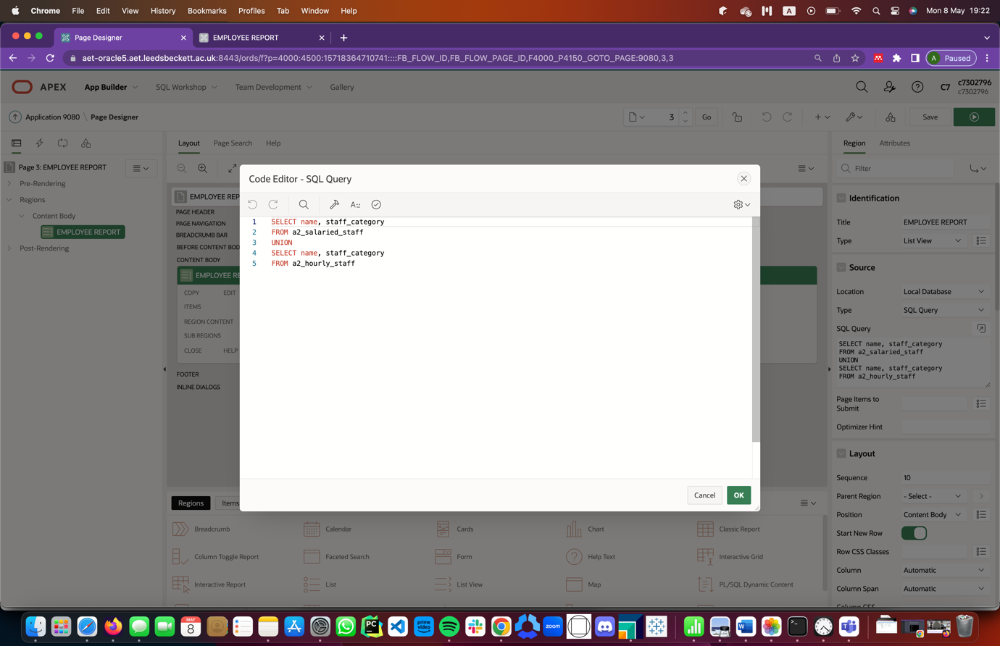 Chrome File Edit View History Bookmarks Profiles Tab Window Help A Mon 8 May 19:22
Page Designer EMPLOYEE REPORT
aet-oracle5.aet.leedsbeckett.ac.uk:8443/ords/f?p=4000:4500:15718364710741::::FB_FLOW_ID,FB_FLOW_PAGE_ID,F4000_P4150_GOTO_PAGE:9080,3,3 A Paused
APEX App Builder SQL Workshop Team Development Gallery C7 c7302796
c7302796
Application 9080 \ Page Designer 3 Go Save
Layout Page Search Help Region Attributes
Page 3: EMPLOYEE REPORT
Pre-Rendering
Regions
Content Body
EMPLOYEE REPORT
Post-Rendering
EMPLOYEE REP
PAGE HEADER
PAGE NAVIGATION
BREADCRUMB BAR
BEFORE CONTENT BOD
CONTENT BODY
EMPLOYEE RE
COPY EDIT
ITEMS
REGION CONTENT
SUB REGIONS
CLOSE HELP
FOOTER
INLINE DIALOGS
Code Editor - SQL Query
1 SELECT name, staff_category
2 FROM a2_salaried_staff
3 UNION
4 SELECT name, staff_category
5 FROM a2_hourly_staff
Cancel OK
Regions Items
Breadcrumb Calendar Cards Chart Classic Report
Column Toggle Report Faceted Search Form Help Text Interactive Grid
Interactive Report List List View Map PL/SQL Dynamic Content
Filter
Identification
Title EMPLOYEE REPORT
Type List View
Source
Location Local Database
Type SQL Query
SQL Query
SELECT name, staff_category
FROM a2_salaried_staff
UNION
SELECT name, staff_category
FROM a2_hourly_staff
Page Items to
Submit
Optimizer Hint
Layout
Sequence 10
Parent Region - Select -
Position Content Body
Start New Row
Row CSS Classes
Column Automatic
Column Span Automatic
Column CSS
MAY
8
PC
prime
video
zoom
W